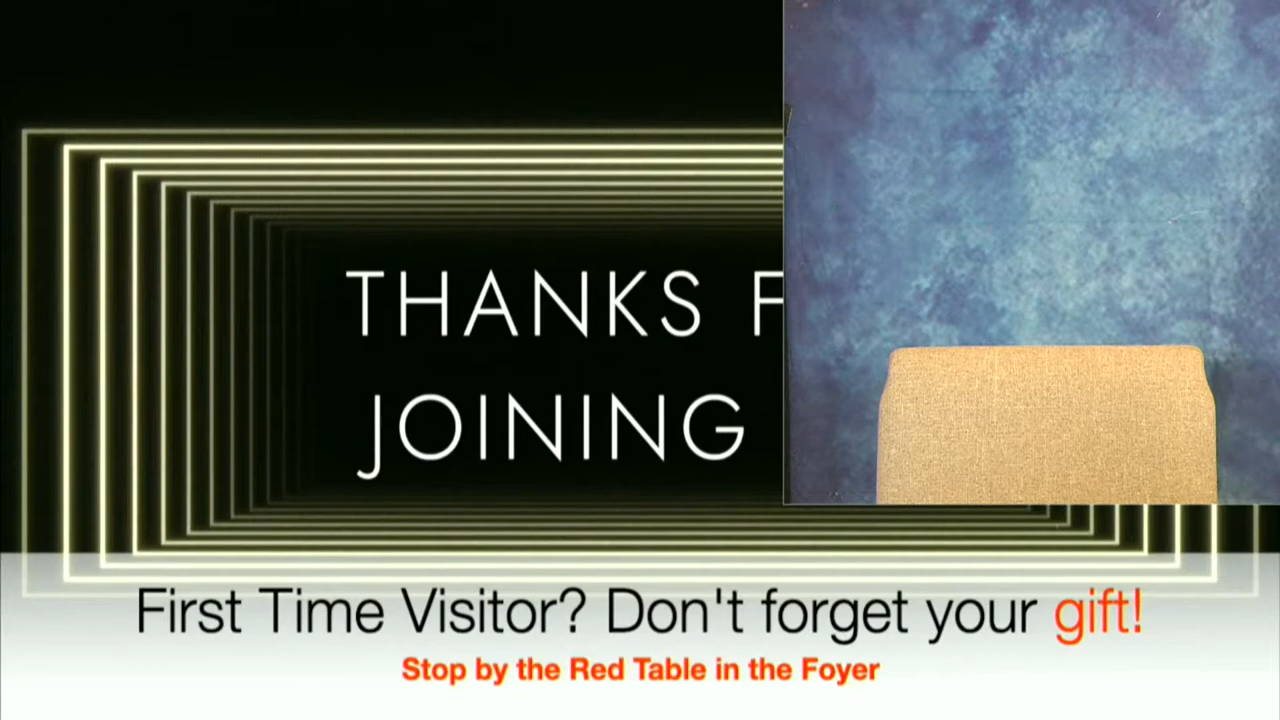 THANKS F
JOINING
First Time Visitor? Don't forget your gift!
Stop by the Red Table in the Foyer